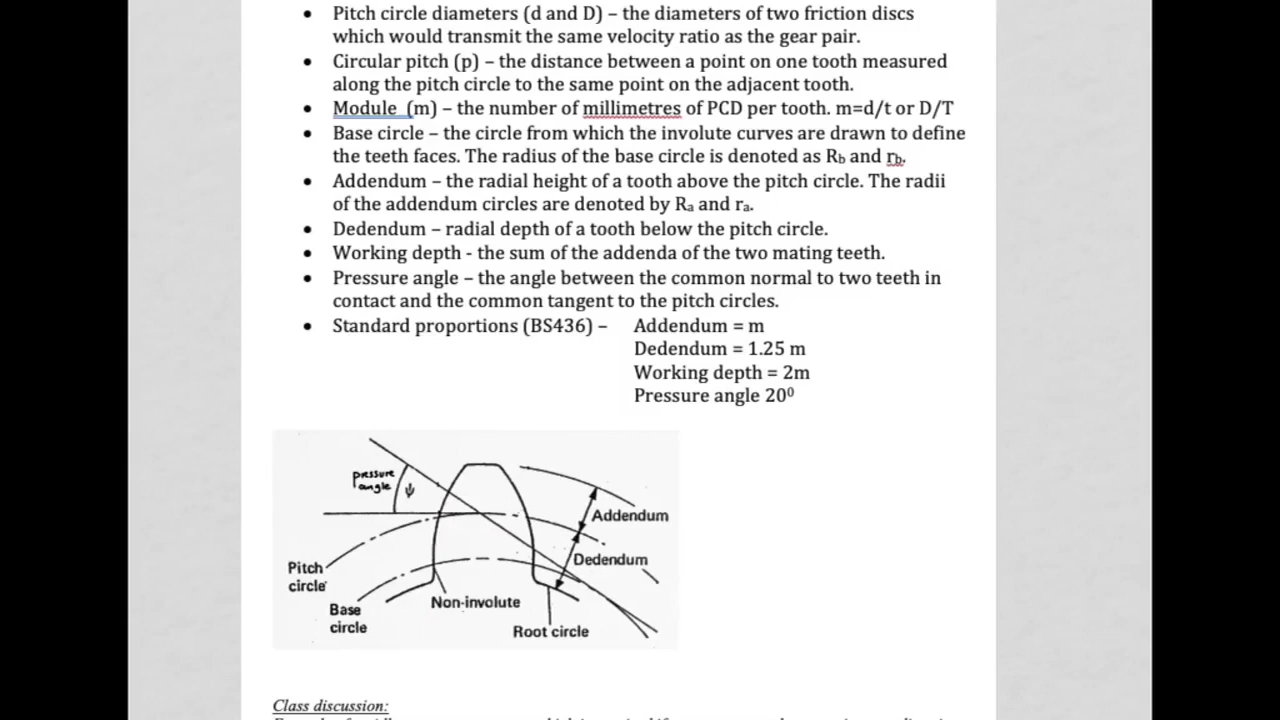 • Pitch circle diameters (d and D) – the diameters of two friction discs
which would transmit the same velocity ratio as the gear pair.
• Circular pitch (p) – the distance between a point on one tooth measured
along the pitch circle to the same point on the adjacent tooth.
• Module (m) – the number of millimetres of PCD per tooth. m=d/t or D/T
• Base circle – the circle from which the involute curves are drawn to define
the teeth faces. The radius of the base circle is denoted as Rb and rb.
• Addendum – the radial height of a tooth above the pitch circle. The radii
of the addendum circles are denoted by Ra and ra.
• Dedendum – radial depth of a tooth below the pitch circle.
• Working depth - the sum of the addenda of the two mating teeth.
• Pressure angle – the angle between the common normal to two teeth in
contact and the common tangent to the pitch circles.
• Standard proportions (BS436) – Addendum = m
Dedendum = 1.25 m
Working depth = 2m
Pressure angle 20⁰
pressure
angle ψ
Addendum
Dedendum
Pitch
circle
Base
circle
Non-involute
Root circle
Class discussion: